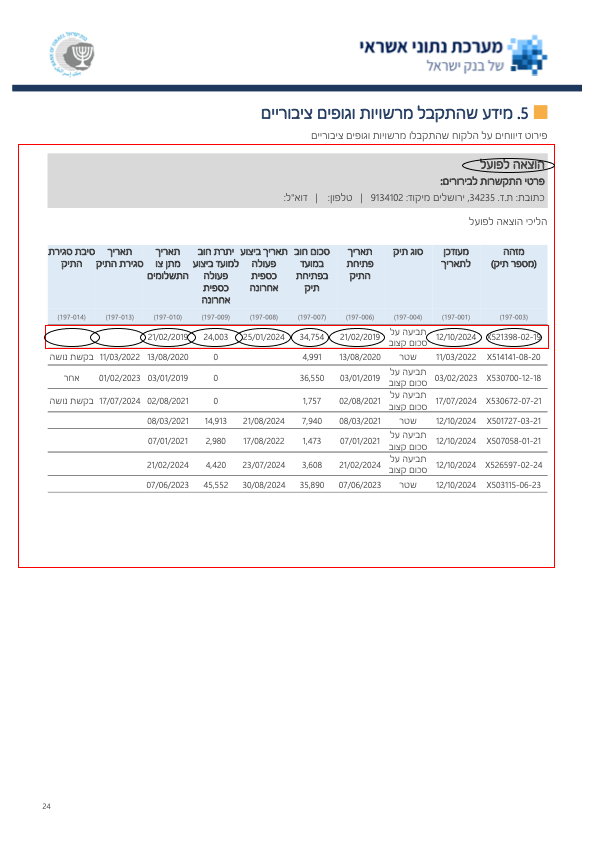 מערכת נתוני אשראי
של בנק ישראל
5. מידע שהתקבל מרשויות וגופים ציבוריים
פירוט דיווחים על הלקוח שהתקבלו מרשויות וגופים ציבוריים
הוצאה לפועל
פרטי התקשרות לבירורים:
כתובת: ת.ד. 34235, ירושלים מיקוד: 9134102 | טלפון: | דוא"ל:
הליכי הוצאה לפועל
מזהה (מספר תיק) מעודכן לתאריך סוג תיק תאריך פתיחת התיק סכום חוב במועד בפתיחת תיק תאריך ביצוע פעולה כספית אחרונה יתרת חוב למועד ביצוע פעולה כספית אחרונה תאריך מתן צו התשלומים תאריך סגירת התיק סיבת סגירת התיק
(197-003) (197-001) (197-004) (197-006) (197-007) (197-008) (197-009) (197-010) (197-013) (197-014)
X521398-02-19 12/10/2024 תביעה על סכום קצוב 21/02/2019 34,754 25/01/2024 24,003 21/02/2019
X514141-08-20 11/03/2022 שטר 13/08/2020 4,991 0 13/08/2020 11/03/2022 בקשת נושה
X530700-12-18 03/02/2023 תביעה על סכום קצוב 03/01/2019 36,550 0 03/01/2019 01/02/2023 אחר
X530672-07-21 17/07/2024 תביעה על סכום קצוב 02/08/2021 1,757 0 02/08/2021 17/07/2024 בקשת נושה
X501727-03-21 12/10/2024 שטר 08/03/2021 7,940 21/08/2024 14,913 08/03/2021
X507058-01-21 12/10/2024 תביעה על סכום קצוב 07/01/2021 1,473 17/08/2022 2,980 07/01/2021
X526597-02-24 12/10/2024 תביעה על סכום קצוב 21/02/2024 3,608 23/07/2024 4,420 21/02/2024
X503115-06-23 12/10/2024 שטר 07/06/2023 35,890 30/08/2024 45,552 07/06/2023
24